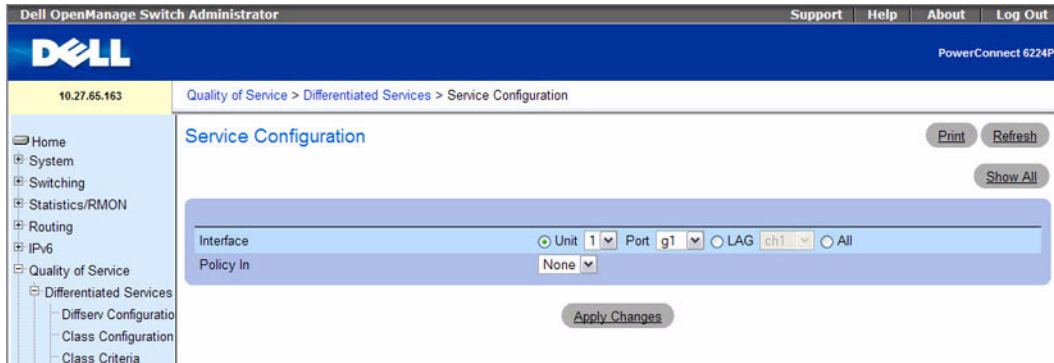 Dell OpenManage Switch Administrator Support Help About Log Out
DELL
PowerConnect 6224P
10.27.65.163
Quality of Service > Differentiated Services > Service Configuration
Home
System
Switching
Statistics/RMON
Routing
IPv6
Quality of Service
Differentiated Services
Diffserv Configuratio
Class Configuration
Class Criteria
Service Configuration
Print Refresh
Show All
Interface Unit 1 Port g1 LAG ch1 All
Policy In None
Apply Changes